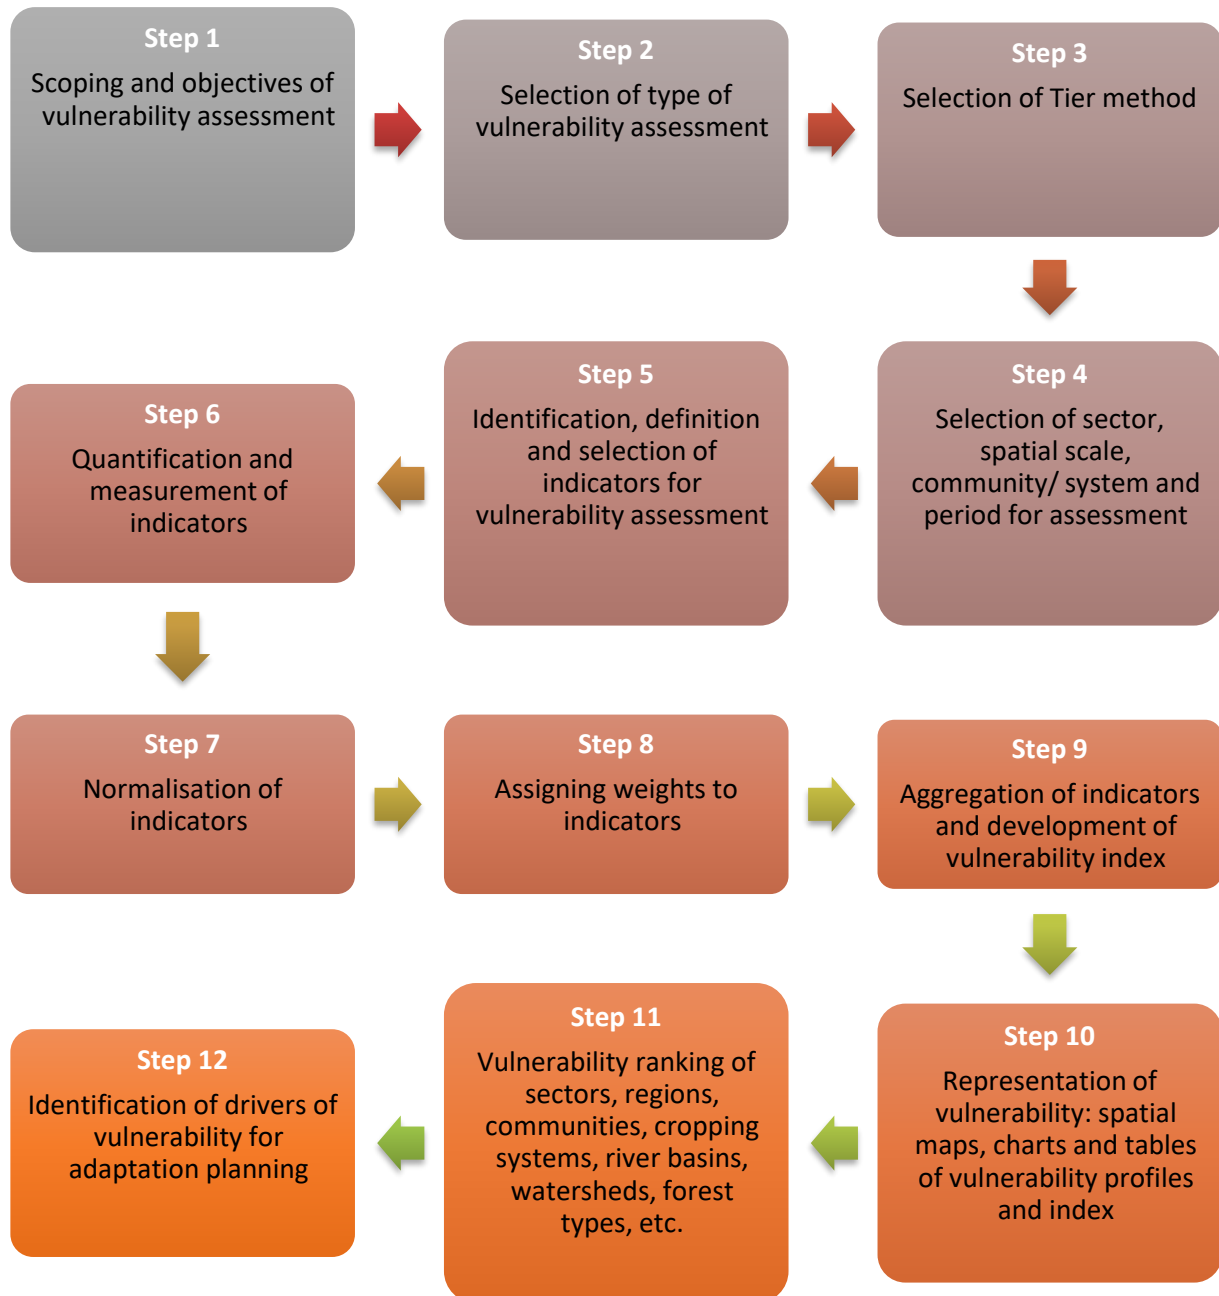 Step 1
Scoping and objectives of
vulnerability assessment
Step 2
Selection of type of
vulnerability assessment
Step 3
Selection of Tier method
Step 4
Selection of sector,
spatial scale,
community/ system and
period for assessment
Step 5
Identification, definition
and selection of
indicators for
vulnerability assessment
Step 6
Quantification and
measurement of
indicators
Step 7
Normalisation of
indicators
Step 8
Assigning weights to
indicators
Step 9
Aggregation of indicators
and development of
vulnerability index
Step 10
Representation of
vulnerability: spatial
maps, charts and tables
of vulnerability profiles
and index
Step 11
Vulnerability ranking of
sectors, regions,
communities, cropping
systems, river basins,
watersheds, forest
types, etc.
Step 12
Identification of drivers of
vulnerability for
adaptation planning